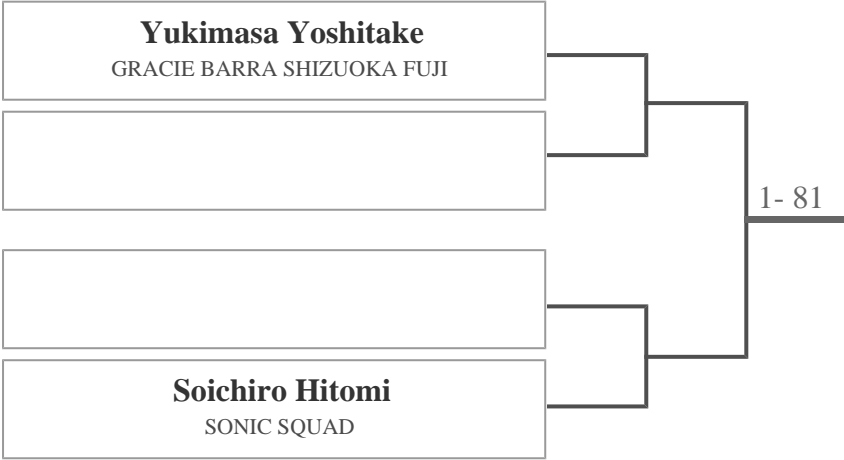 Yukimasa Yoshitake
GRACIE BARRA SHIZUOKA FUJI
1- 81
Soichiro Hitomi
SONIC SQUAD